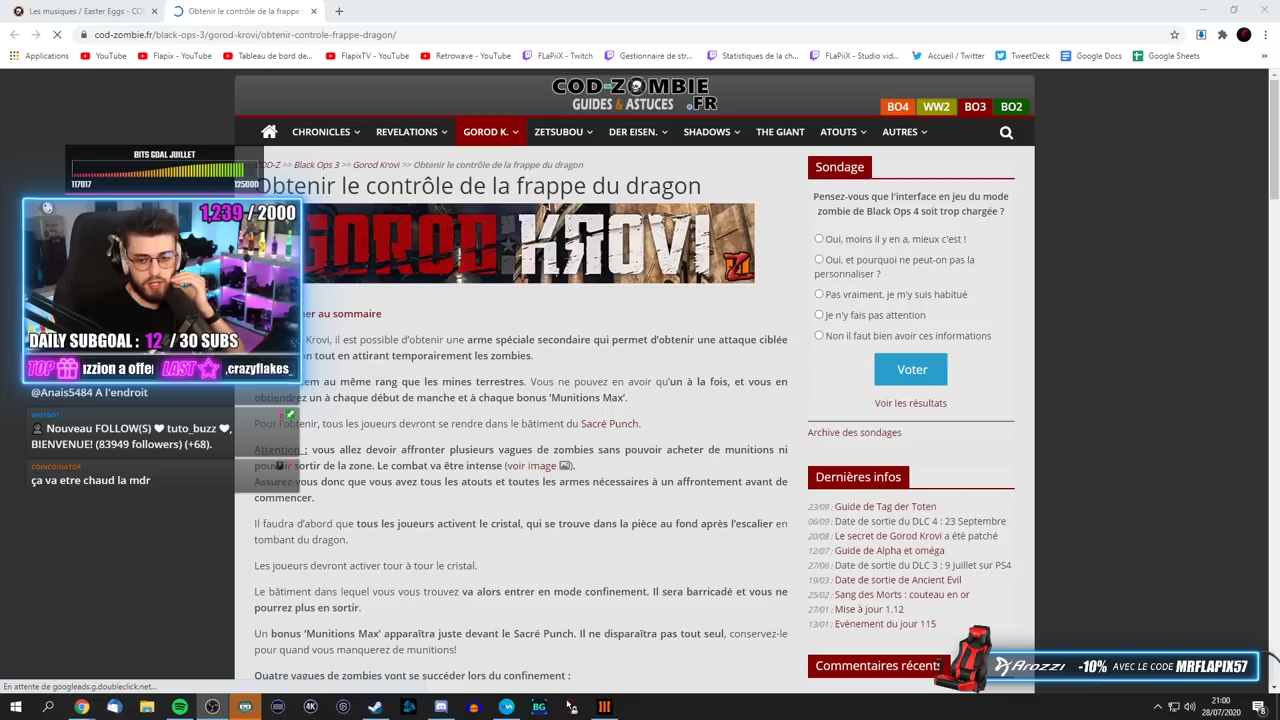 Les musiques / Easter Eggs – CO
Obtenir le contrôle de la frappe
cod-zombie.fr/black-ops-3/gorod-krovi/obtenir-controle-frappe-dragon/
Applications
YouTube
Flapix - YouTube
Tableau de bord de...
FlapixTV - YouTube
Retrowave - YouTube
FLaPiiX - Twitch
Gestionnaire de str...
Statistiques de la ch...
FLaPiiX - Studio vid...
Accueil / Twitter
TweetDeck
Google Docs
Google Sheets
»
COD-ZOMBIE
GUIDES & ASTUCES .FR
BO4
WW2
BO3
BO2
CHRONICLES
REVELATIONS
GOROD K.
ZETSUBOU
DER EISEN.
SHADOWS
THE GIANT
ATOUTS
AUTRES
COD-Z >> Black Ops 3 >> Gorod Krovi >> Obtenir le contrôle de la frappe du dragon
Obtenir le contrôle de la frappe du dragon
GOROD KROVI
BITS GOAL JUILLET
117017
125000
1,239 / 2000
DAILY SUBGOAL: 12 / 30 SUBS
TOP
uzzion a offer
LAST
,crazyflakes_
@Anais5484 A l'endroit
Nouveau FOLLOW(S) ❤ tuto_buzz ❤,
BIENVENUE! (83949 followers) (+68).
COINCOINATOR
ça va etre chaud la mdr
er au sommaire
Krovi, il est possible d'obtenir une arme spéciale secondaire qui permet d'obtenir une attaque ciblée
on tout en attirant temporairement les zombies.
em au même rang que les mines terrestres. Vous ne pouvez en avoir qu'un à la fois, et vous en
obtiendrez un à chaque début de manche et à chaque bonus 'Munitions Max'.
Pour l'obtenir, tous les joueurs devront se rendre dans le bâtiment du Sacré Punch.
Attention : vous allez devoir affronter plusieurs vagues de zombies sans pouvoir acheter de munitions ni
pouvoir sortir de la zone. Le combat va être intense (voir image).
Assurez-vous donc que vous avez tous les atouts et toutes les armes nécessaires à un affrontement avant de
commencer.
Il faudra d'abord que tous les joueurs activent le cristal, qui se trouve dans la pièce au fond après l'escalier en
tombant du dragon.
Les joueurs devront activer tour à tour le cristal.
Le bâtiment dans lequel vous vous trouvez va alors entrer en mode confinement. Il sera barricadé et vous ne
pourrez plus en sortir.
Un bonus 'Munitions Max' apparaîtra juste devant le Sacré Punch. Il ne disparaîtra pas tout seul, conservez-le
pour quand vous manquerez de munitions!
Quatre vagues de zombies vont se succéder lors du confinement :
Sondage
Pensez-vous que l'interface en jeu du mode
zombie de Black Ops 4 soit trop chargée ?
Oui, moins il y en a, mieux c'est !
Oui, et pourquoi ne peut-on pas la
personnaliser ?
Pas vraiment, je m'y suis habitué
Je n'y fais pas attention
Non il faut bien avoir ces informations
Voter
Voir les résultats
Archive des sondages
Dernières infos
23/09 : Guide de Tag der Toten
06/09 : Date de sortie du DLC 4 : 23 Septembre
20/08 : Le secret de Gorod Krovi a été patché
12/07 : Guide de Alpha et oméga
27/06 : Date de sortie du DLC 3 : 9 Juillet sur PS4
19/03 : Date de sortie de Ancient Evil
25/02 : Sang des Morts : couteau en or
27/01 : Mise à jour 1.12
13/01 : Evènement du jour 115
Commentaires récents
AROZZI
-10% AVEC LE CODE MRFLAPIX57
En attente de googleads.g.doubleclick.net...
4K
BG
21:00
28/07/2020
8